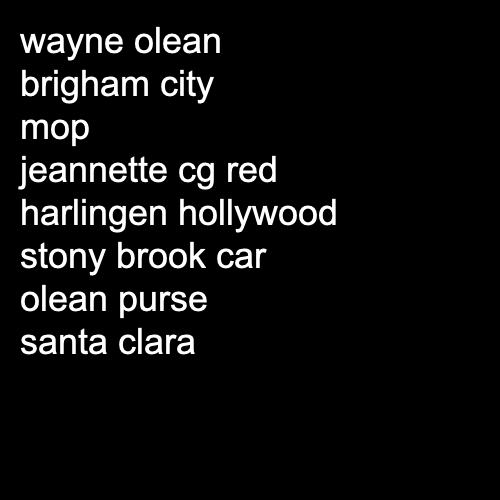 wayne olean
brigham city
mop
jeannette cg red
harlingen hollywood
stony brook car
olean purse
santa clara